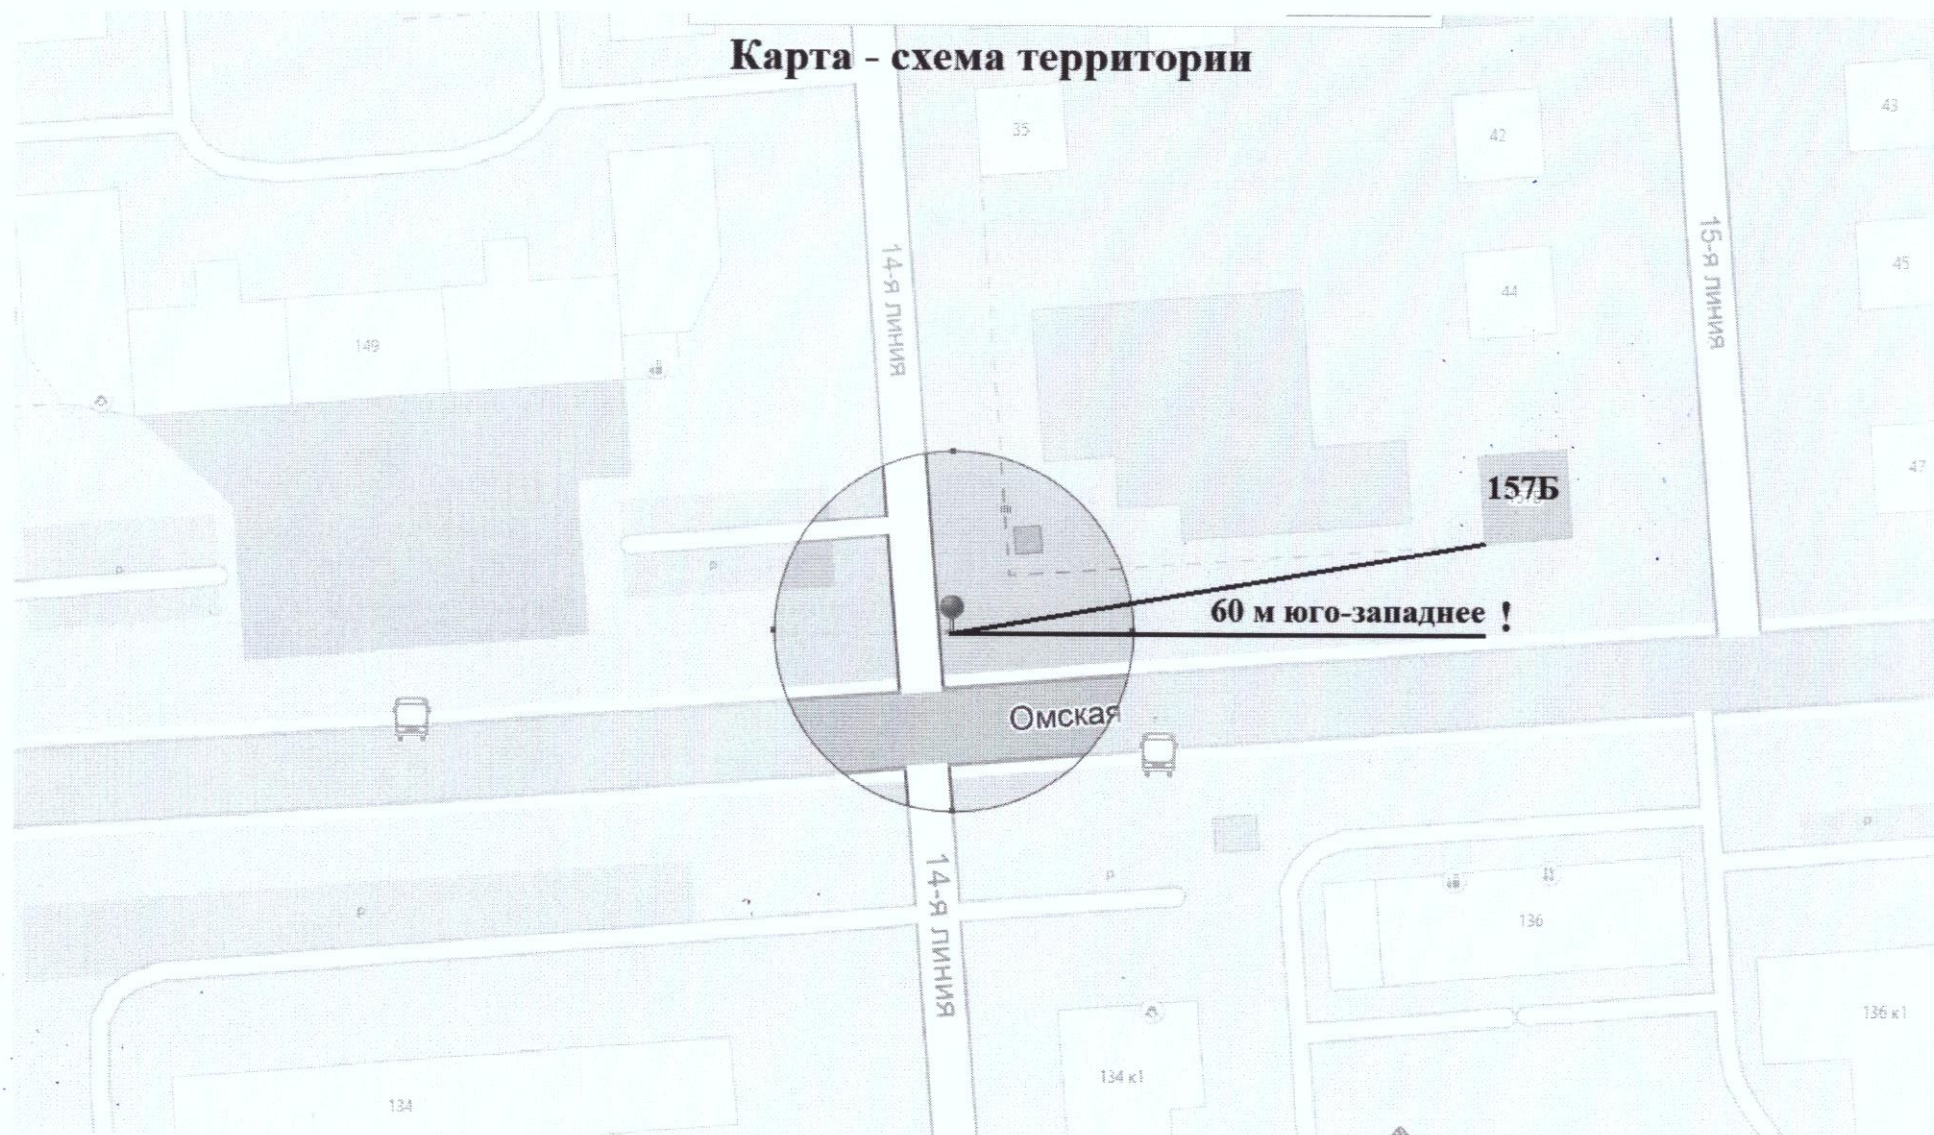 Карта - схема территории
35
42
43
14-я линия
15-я линия
44
45
149
157Б
47
P
P
60 м юго-западнее !
Омская
P
P
P
14-я линия
136
134
134 к1
136 к1